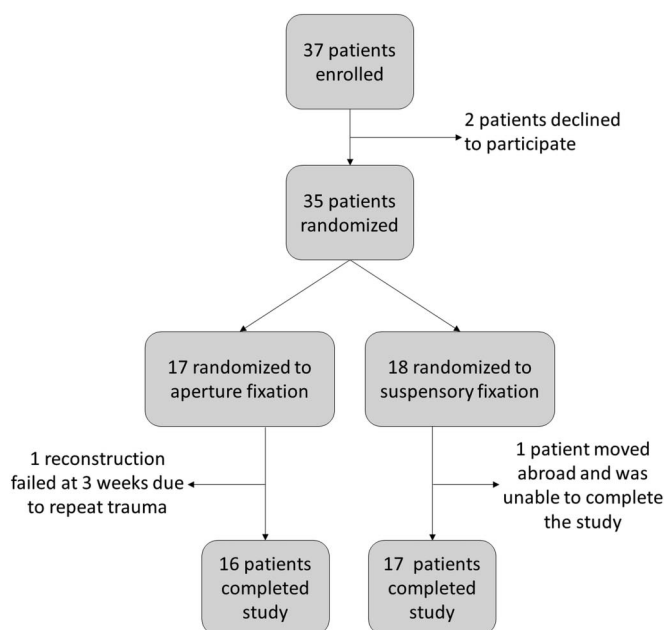 37 patients
enrolled
2 patients declined
to participate
35 patients
randomized
17 randomized to
aperture fixation
18 randomized to
suspensory fixation
1 reconstruction
failed at 3 weeks due
to repeat trauma
1 patient moved
abroad and was
unable to complete
the study
16 patients
completed
study
17 patients
completed
study